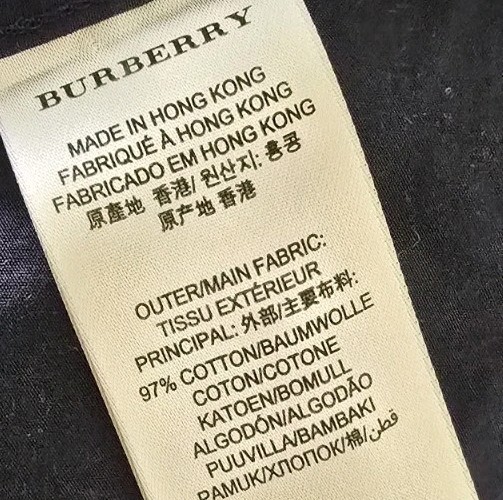 BURBERRY
MADE IN HONG KONG
FABRIQUÉ À HONG KONG
FABRICADO EM HONG KONG
原產地 香港/ 원산지: 홍콩
原产地 香港
OUTER/MAIN FABRIC:
TISSU EXTÉRIEUR
PRINCIPAL: 外部/主要布料:
97% COTTON/BAUMWOLLE
COTON/COTONE
KATOEN/BOMULL
ALGODÓN/ALGODÃO
PUUVILLA/BAMBAKI
PAMUK/ХЛОПОК/棉/قطن